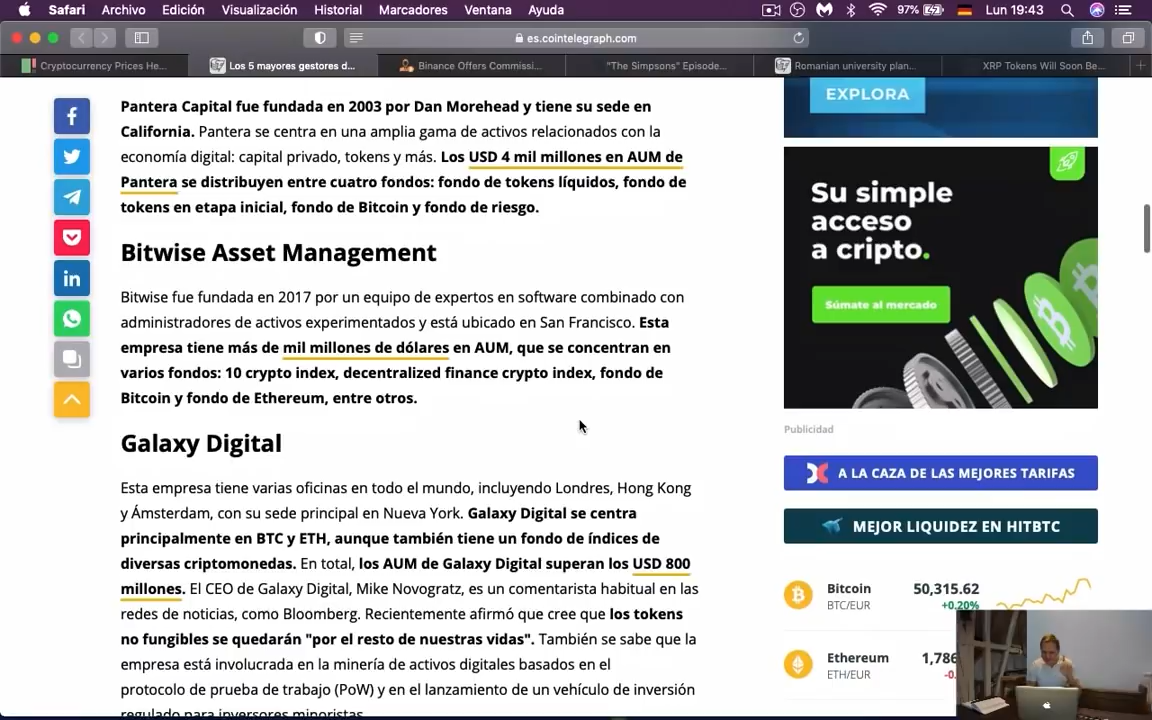 Safari Archivo Edición Visualización Historial Marcadores Ventana Ayuda 97% Lun 19:43
es.cointelegraph.com
Cryptocurrency Prices He... Los 5 mayores gestores d... Binance Offers Commissi... "The Simpsons" Episode... Romanian university plan... XRP Tokens Will Soon Be...
Pantera Capital fue fundada en 2003 por Dan Morehead y tiene su sede en
California. Pantera se centra en una amplia gama de activos relacionados con la
economía digital: capital privado, tokens y más. Los USD 4 mil millones en AUM de
Pantera se distribuyen entre cuatro fondos: fondo de tokens líquidos, fondo de
tokens en etapa inicial, fondo de Bitcoin y fondo de riesgo.
Bitwise Asset Management
Bitwise fue fundada en 2017 por un equipo de expertos en software combinado con
administradores de activos experimentados y está ubicado en San Francisco. Esta
empresa tiene más de mil millones de dólares en AUM, que se concentran en
varios fondos: 10 crypto index, decentralized finance crypto index, fondo de
Bitcoin y fondo de Ethereum, entre otros.
Galaxy Digital
Esta empresa tiene varias oficinas en todo el mundo, incluyendo Londres, Hong Kong
y Ámsterdam, con su sede principal en Nueva York. Galaxy Digital se centra
principalmente en BTC y ETH, aunque también tiene un fondo de índices de
diversas criptomonedas. En total, los AUM de Galaxy Digital superan los USD 800
millones. El CEO de Galaxy Digital, Mike Novogratz, es un comentarista habitual en las
redes de noticias, como Bloomberg. Recientemente afirmó que cree que los tokens
no fungibles se quedarán "por el resto de nuestras vidas". También se sabe que la
empresa está involucrada en la minería de activos digitales basados en el
protocolo de prueba de trabajo (PoW) y en el lanzamiento de un vehículo de inversión
regulado para inversores minoristas.
EXPLORA
Su simple
acceso
a cripto.
Súmate al mercado
Publicidad
A LA CAZA DE LAS MEJORES TARIFAS
MEJOR LIQUIDEZ EN HITBTC
Bitcoin 50,315.62
BTC/EUR +0.20%
Ethereum 1,786
ETH/EUR -0.